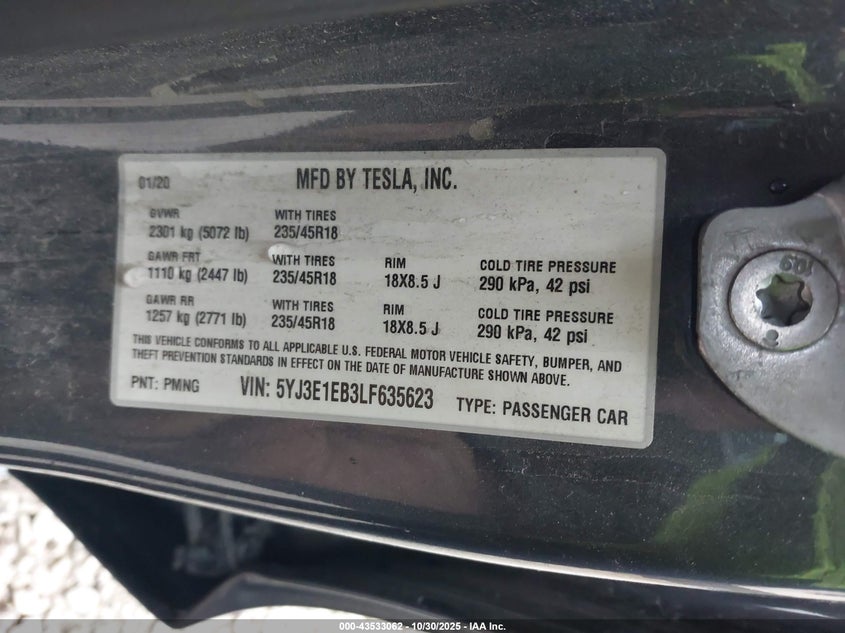 01/20 MFD BY TESLA, INC.
GVWR WITH TIRES
2301 kg (5072 lb) 235/45R18
GAWR FRT WITH TIRES RIM COLD TIRE PRESSURE
1110 kg (2447 lb) 235/45R18 18X8.5 J 290 kPa, 42 psi
GAWR RR WITH TIRES RIM COLD TIRE PRESSURE
1257 kg (2771 lb) 235/45R18 18X8.5 J 290 kPa, 42 psi
THIS VEHICLE CONFORMS TO ALL APPLICABLE U.S. FEDERAL MOTOR VEHICLE SAFETY, BUMPER, AND
THEFT PREVENTION STANDARDS IN EFFECT ON THE DATE OF MANUFACTURE SHOWN ABOVE.
PNT: PMNG VIN: 5YJ3E1EB3LF635623 TYPE: PASSENGER CAR
000-43533062 - 10/30/2025 - IAA Inc.